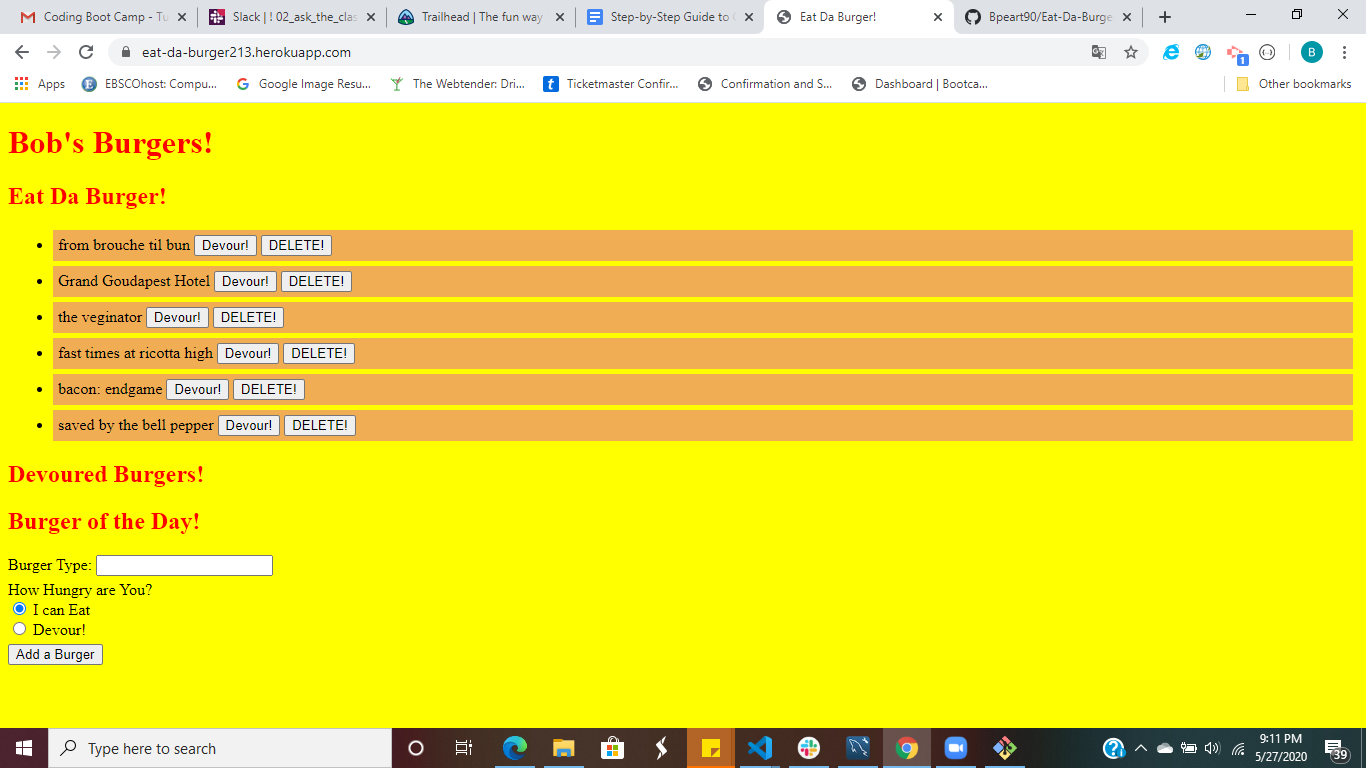 Coding Boot Camp - Tu
Slack | ! 02_ask_the_clas
Trailhead | The fun way
Step-by-Step Guide to
Eat Da Burger!
Bpeart90/Eat-Da-Burge
eat-da-burger213.herokuapp.com
1
B
Apps
EBSCOhost: Compu...
Google Image Resu...
The Webtender: Dri...
Ticketmaster Confir...
Confirmation and S...
Dashboard | Bootca...
Other bookmarks
Bob's Burgers!
Eat Da Burger!
from brouche til bun Devour! DELETE!
Grand Goudapest Hotel Devour! DELETE!
the veginator Devour! DELETE!
fast times at ricotta high Devour! DELETE!
bacon: endgame Devour! DELETE!
saved by the bell pepper Devour! DELETE!
Devoured Burgers!
Burger of the Day!
Burger Type:
How Hungry are You?
I can Eat
Devour!
Add a Burger
Type here to search
9:11 PM
5/27/2020
39